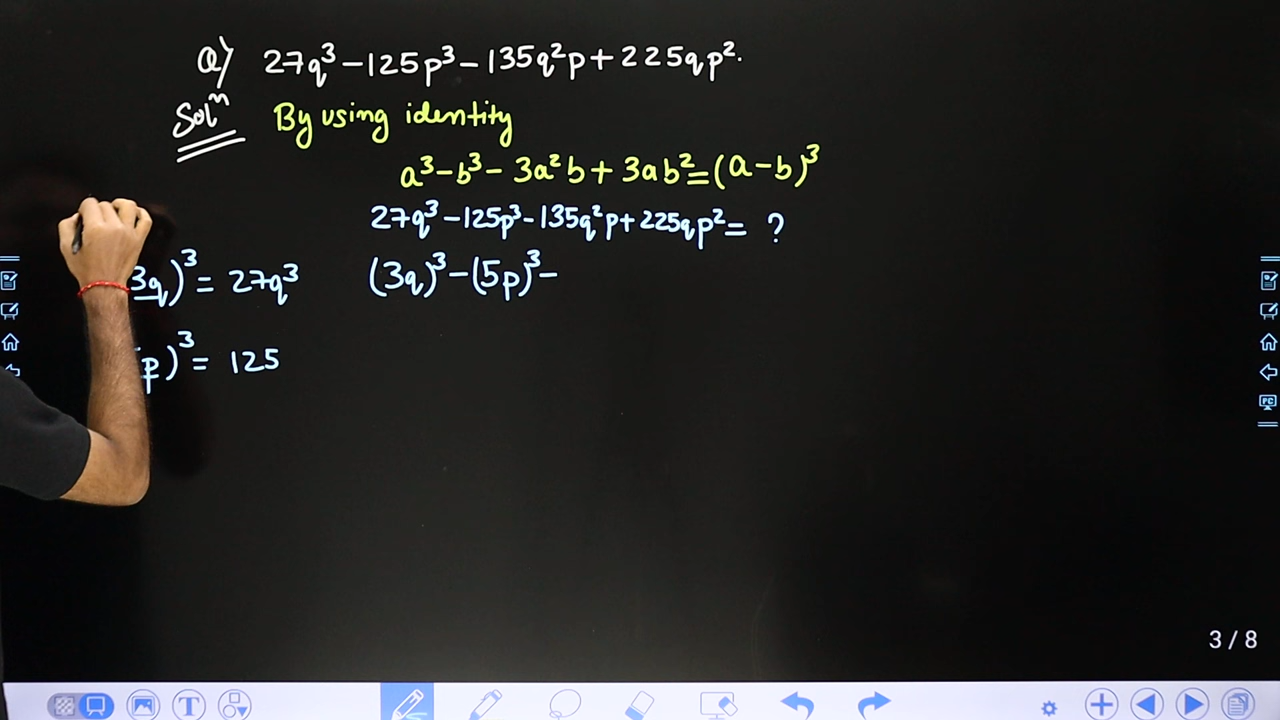 Q) 27q³ - 125p³ - 135q²p + 225qp².
Solⁿ By using identity
a³ - b³ - 3a²b + 3ab² = (a - b)³
27q³ - 125p³ - 135q²p + 225qp² = ?
3q)³ = 27q³ (3q)³ - (5p)³ -
p)³ = 125
3 / 8